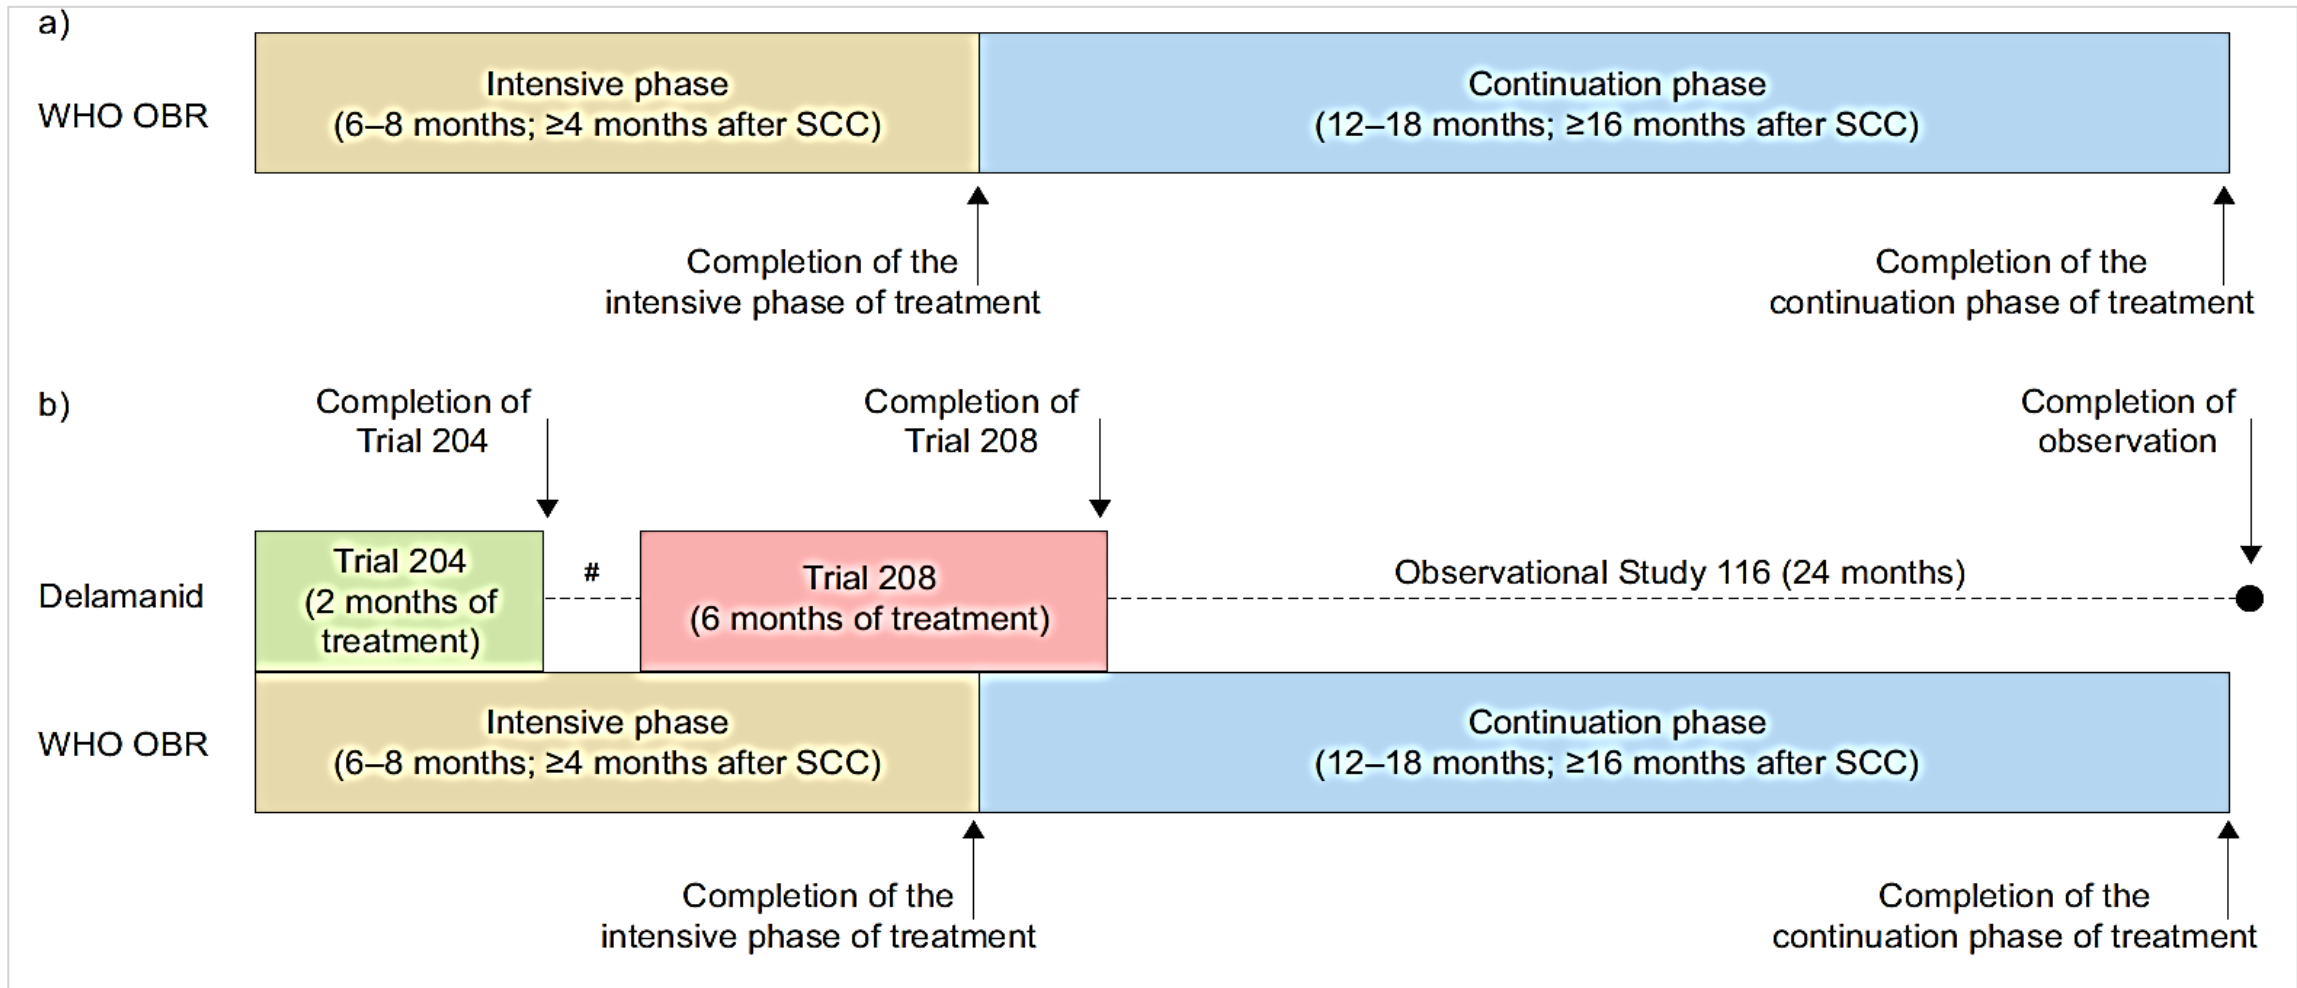 a)
WHO OBR
Intensive phase
(6–8 months; ≥4 months after SCC)
Continuation phase
(12–18 months; ≥16 months after SCC)
Completion of the
intensive phase of treatment
Completion of the
continuation phase of treatment
b)
Completion of
Trial 204
Completion of
Trial 208
Completion of
observation
Delamanid
Trial 204
(2 months of
treatment)
#
Trial 208
(6 months of treatment)
Observational Study 116 (24 months)
WHO OBR
Intensive phase
(6–8 months; ≥4 months after SCC)
Continuation phase
(12–18 months; ≥16 months after SCC)
Completion of the
intensive phase of treatment
Completion of the
continuation phase of treatment